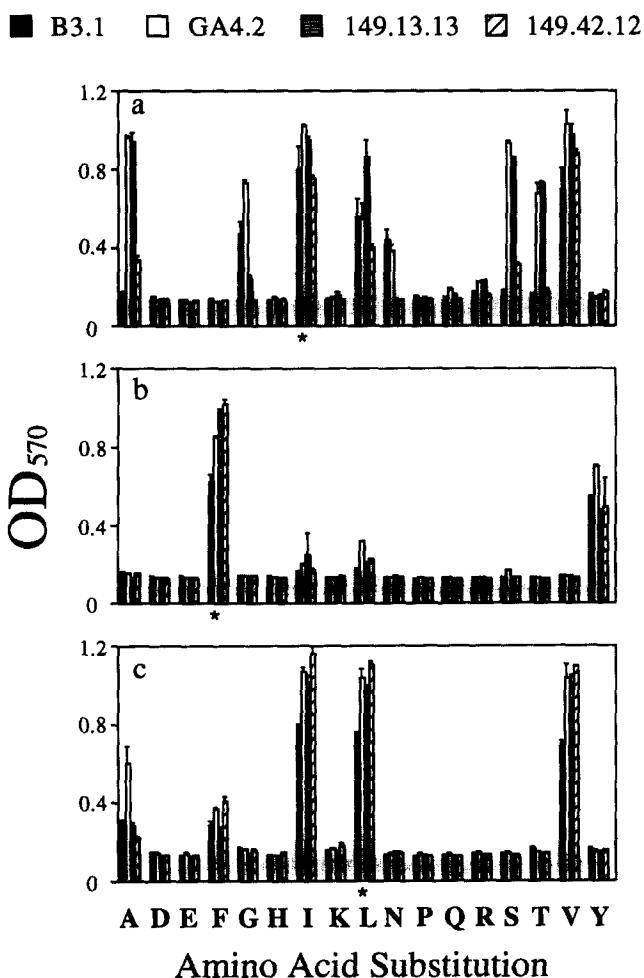 B3.1 GA4.2 149.13.13 149.42.12
a
1.2
0.8
0.4
0
*
b
1.2
0.8
0.4
0
*
c
1.2
0.8
0.4
0
*
OD570
A D E F G H I K L N P Q R S T V Y
Amino Acid Substitution